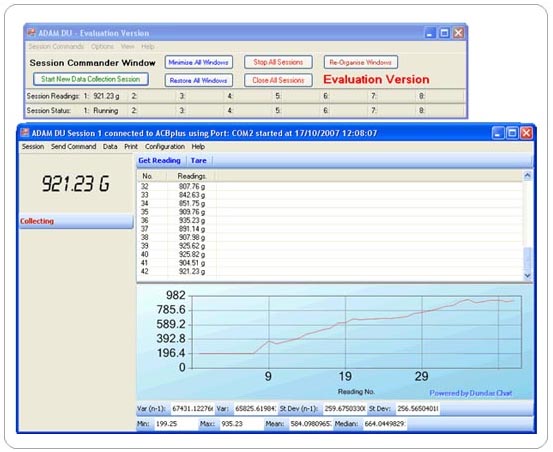 ADAM DU - Evaluation Version
Session Commands Options View Help
Session Commander Window Minimize All Windows Stop All Sessions Re-Organise Windows
Start New Data Collection Session Restore All Windows Close All Sessions Evaluation Version
Session Readings: 1: 921.23 g 2: 3: 4: 5: 6: 7: 8:
Session Status: 1: Running 2: 3: 4: 5: 6: 7: 8:
ADAM DU Session 1 connected to ACBplus using Port: COM2 started at 17/10/2007 12:08:07
Session Send Command Data Print Configuration Help
921.23 G
Collecting
Get Reading Tare
No. Readings.
32 807.76 g
33 842.63 g
34 851.75 g
35 909.76 g
36 935.23 g
37 891.14 g
38 907.98 g
39 925.62 g
40 925.82 g
41 904.51 g
42 921.23 g
982
785.6
589.2
392.8
196.4
0
9 19 29
Reading No.
Powered by Dundas Chart
Var (n-1): 67431.12276 Var: 65825.6198 St Dev (n-1): 259.6750330 St Dev: 256.5650401
Min: 199.25 Max: 935.23 Mean: 584.0980965 Median: 664.0449829